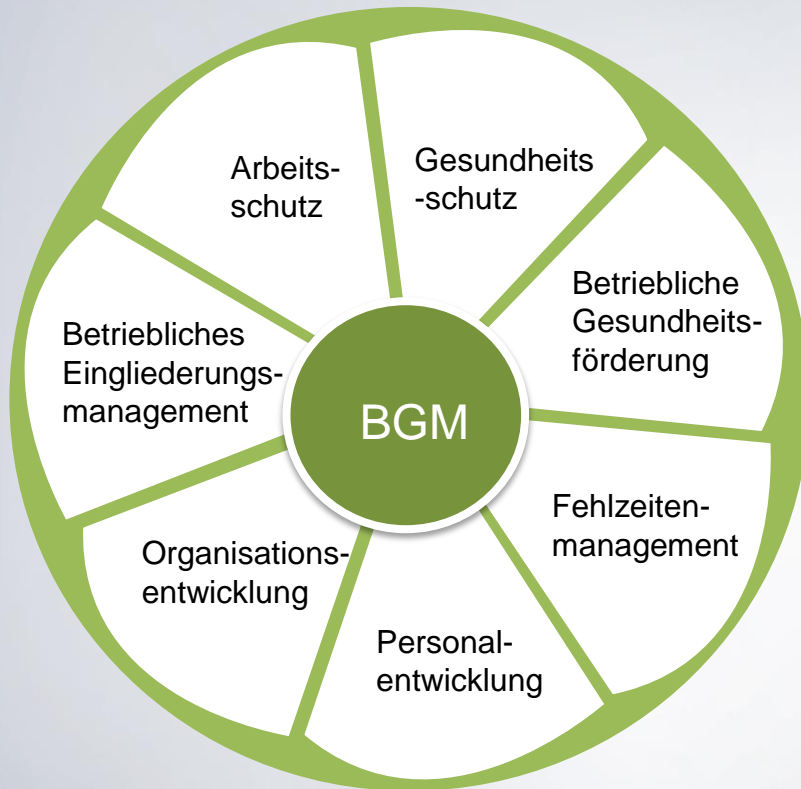 Arbeits-
schutz
Gesundheits
-schutz
Betriebliche
Gesundheits-
förderung
Fehlzeiten-
management
Personal-
entwicklung
Organisations-
entwicklung
Betriebliches
Eingliederungs-
management
BGM